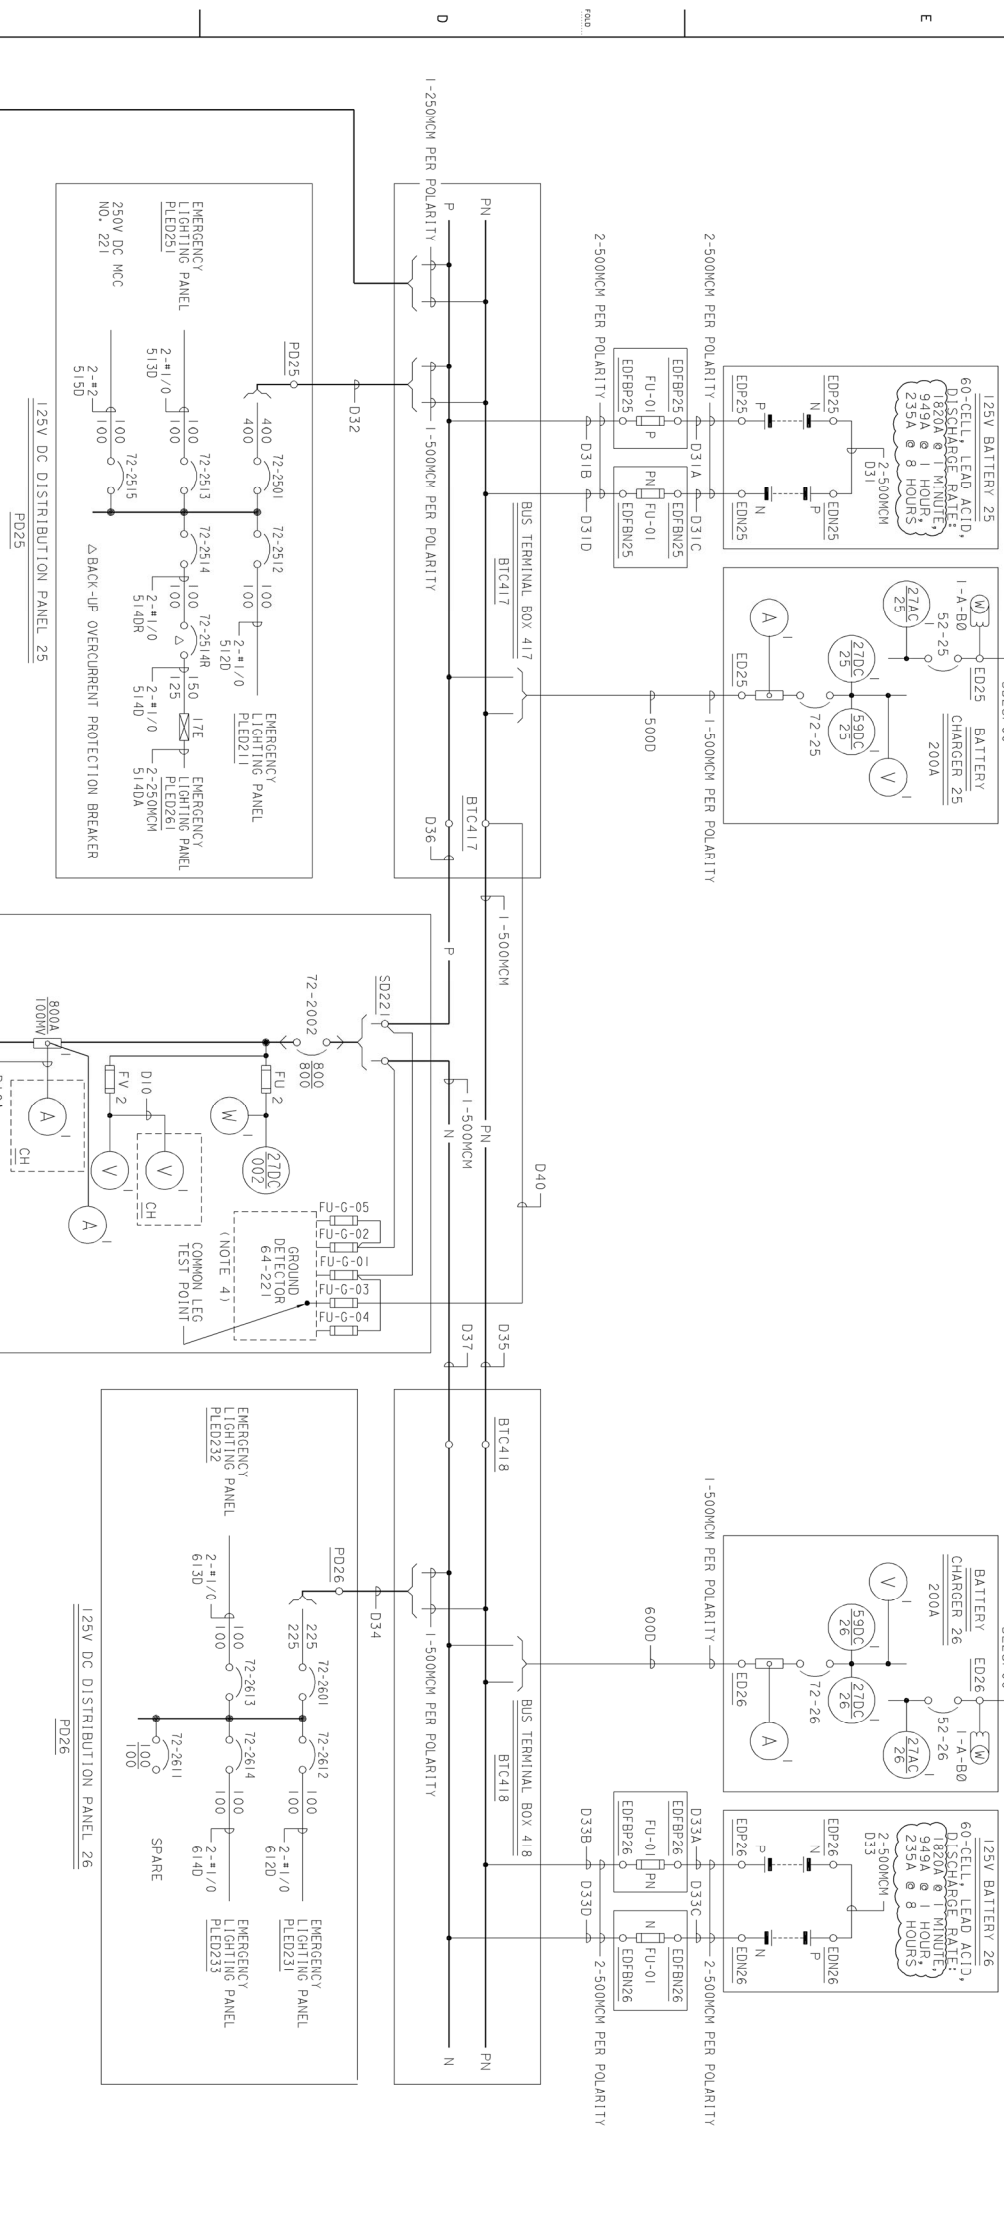 D
FOLD
E
125V BATTERY 25
60-CELL, LEAD ACID,
DISCHARGE RATE:
1820A @ 1 MINUTE,
949A @ 1 HOUR,
235A @ 8 HOURS
2-500MCM
D31
EDP25
N
P
EDP25
P
N
EDN25
EDN25
2-500MCM PER POLARITY
D31A
D31C
EDFBP25
FU-01
P
EDFBP25
EDFBN25
PN
FU-01
EDFBN25
2-500MCM PER POLARITY
D31B
D31D
BATTERY
CHARGER 25
200A
ED25
1-A-BØ
W
52-25
27AC
25
27DC
25
59DC
25
V
72-25
A
ED25
1-500MCM PER POLARITY
500D
BUS TERMINAL BOX 417
BTC417
PN
P
1-250MCM PER POLARITY
1-500MCM PER POLARITY
BTC417
D36
D32
PD25
400
400
72-2501
72-2512
100
100
2-#1/0
512D
EMERGENCY
LIGHTING PANEL
PLED211
EMERGENCY
LIGHTING PANEL
PLED251
2-#1/0
513D
100
100
72-2513
72-2514
100
100
2-#1/0
514DR
72-2514R
△
150
125
2-#1/0
514D
17E
2-250MCM
514DA
EMERGENCY
LIGHTING PANEL
PLED261
250V DC MCC
NO. 221
2-#2
515D
100
100
72-2515
△BACK-UP OVERCURRENT PROTECTION BREAKER
125V DC DISTRIBUTION PANEL 25
PD25
1-500MCM
P
SD221
72-2002
800
800
1-500MCM
N
PN
D40
FU 2
W
27DC
002
FV 2
D10
V
V
CH
800A
100MV
A
CH
A
FU-G-05
FU-G-02
FU-G-01
FU-G-03
FU-G-04
GROUND
DETECTOR
64-221
(NOTE 4)
COMMON LEG
TEST POINT
D35
D37
BTC418
BATTERY
CHARGER 26
200A
ED26
1-A-BØ
W
52-26
27AC
26
27DC
26
59DC
26
V
72-26
A
ED26
1-500MCM PER POLARITY
600D
BUS TERMINAL BOX 418
BTC418
1-500MCM PER POLARITY
PN
N
125V BATTERY 26
60-CELL, LEAD ACID,
DISCHARGE RATE:
1820A @ 1 MINUTE,
949A @ 1 HOUR,
235A @ 8 HOURS
2-500MCM
D33
EDP26
N
P
EDP26
EDN26
P
N
EDN26
D33A
D33C
2-500MCM PER POLARITY
EDFBP26
FU-01
PN
EDFBP26
EDFBN26
N
FU-01
EDFBN26
D33B
D33D
2-500MCM PER POLARITY
D34
PD26
225
225
72-2601
72-2612
100
100
2-#1/0
612D
EMERGENCY
LIGHTING PANEL
PLED231
EMERGENCY
LIGHTING PANEL
PLED232
2-#1/C
613D
100
100
72-2613
72-2614
100
100
2-#1/0
614D
EMERGENCY
LIGHTING PANEL
PLED233
72-2611
100
100
SPARE
125V DC DISTRIBUTION PANEL 26
PD26